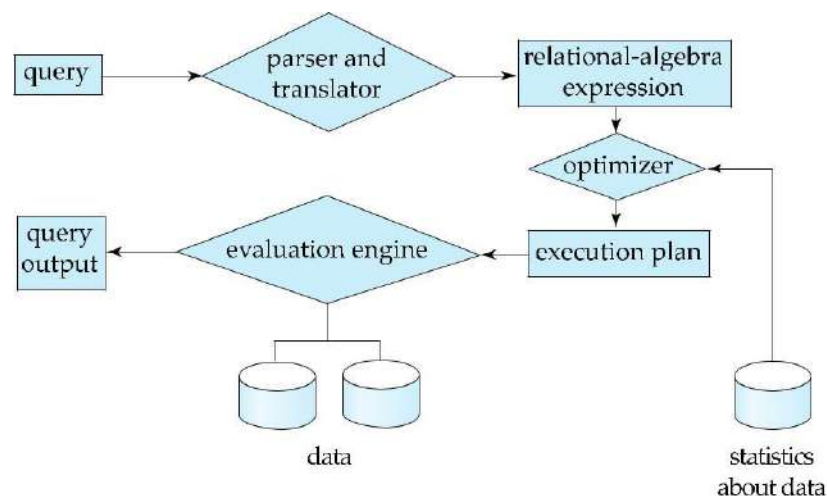 query
parser and
translator
relational-algebra
expression
optimizer
query
output
evaluation engine
execution plan
data
statistics
about data